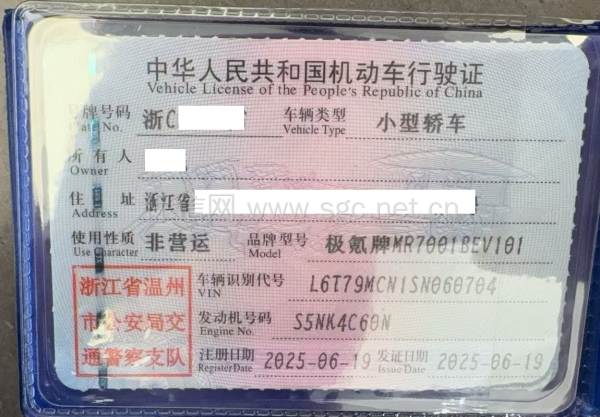 中华人民共和国机动车行驶证
Vehicle License of the People's Republic of China
号牌号码 浙C 车辆类型 小型轿车
Plate No. Vehicle Type
所有人
Owner
住址 浙江省
Address
www.sgc.net.cn
使用性质 非营运 品牌型号 极氪牌MR7001BEV101
Use Character Model
浙江省温州
市公安局交
通警察支队
车辆识别代号 L6T79MCN1SN060704
VIN
发动机号码 S5NK4C60N
Engine No.
注册日期 2025-06-19 发证日期 2025-06-19
Register Date Issue Date